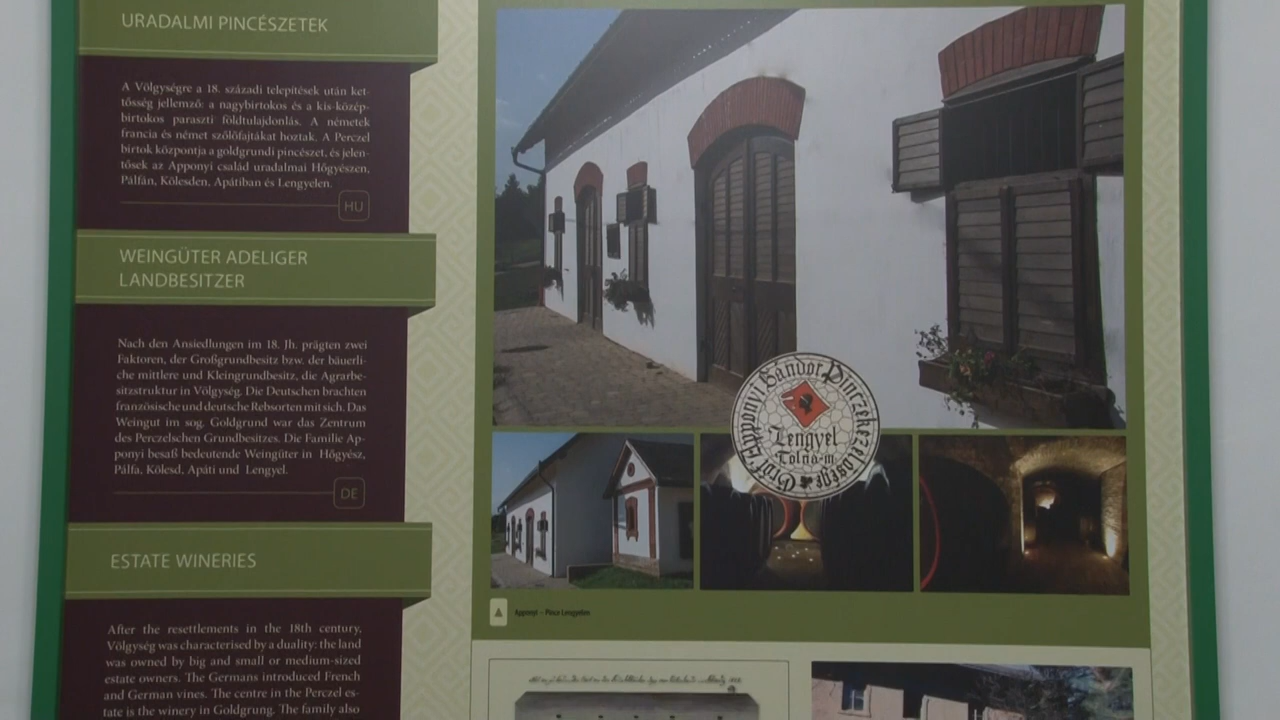 URADALMI PINCÉSZETEK
A Völgységre a 18. századi telepítések után ket-
tősség jellemző: a nagybirtokos és a kis-közép-
birtokos paraszti földtulajdonlás. A németek
francia és német szőlőfajtákat hoztak. A Perczel
birtok központja a goldgrundi pincészet, és jelen-
tősek az Apponyi család uradalmai Hőgyészen,
Pálfán, Kölesden, Apátiban és Lengyelen.
HU
WEINGÜTER ADELIGER
LANDBESITZER
Nach den Ansiedlungen im 18. Jh. prägten zwei
Faktoren, der Großgrundbesitz bzw. der bäuerli-
che mittlere und Kleingrundbesitz, die Agrarbe-
sitzstruktur in Völgység. Die Deutschen brachten
französische und deutsche Rebsorten mit sich. Das
Weingut im sog. Goldgrund war das Zentrum
des Perczelschen Grundbesitzes. Die Familie Ap-
ponyi besaß bedeutende Weingüter in Hőgyész,
Pálfa, Kölesd, Apáti und Lengyel.
DE
ESTATE WINERIES
After the resettlements in the 18th century,
Völgység was characterised by a duality: the land
was owned by big and small or medium-sized
estate owners. The Germans introduced French
and German vines. The centre in the Perczel es-
tate is the winery in Goldgrung. The family also
Gróf Apponyi Sándor Pinczekezelősége
Lengyel
Tolna-m
Apponyi – Pince Lengyelen